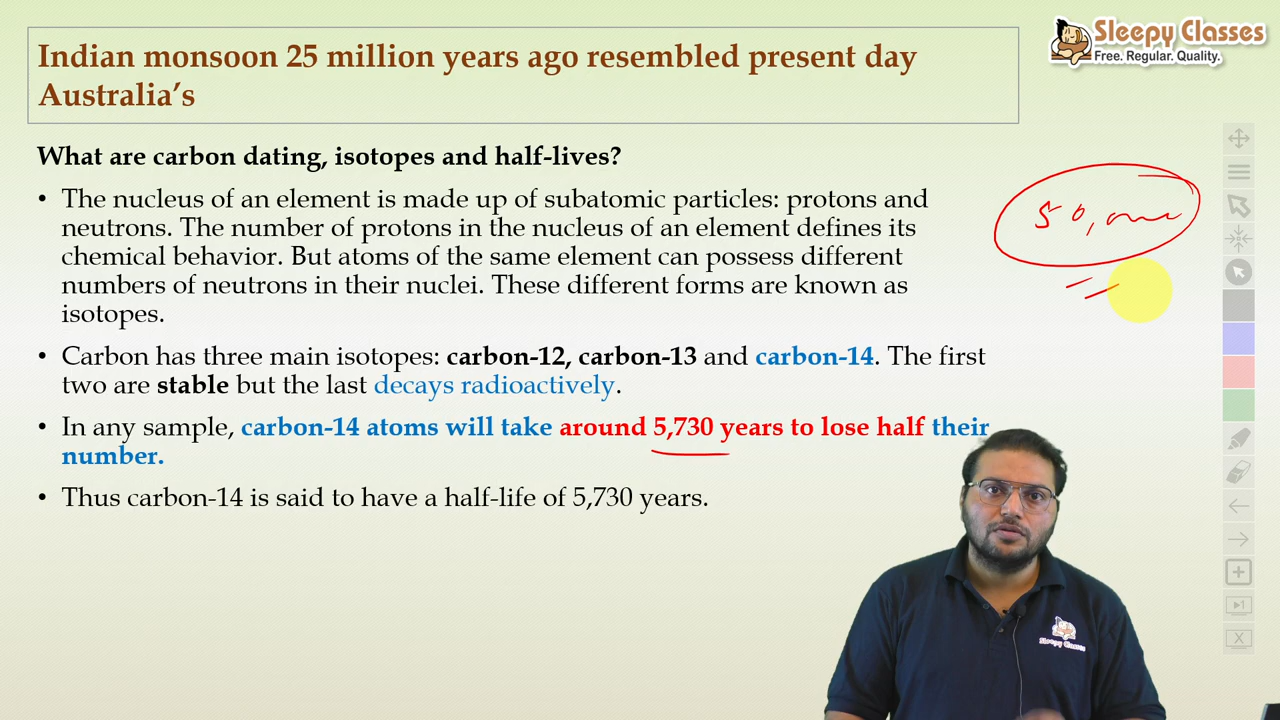 Indian monsoon 25 million years ago resembled present day
Australia's
Sleepy Classes
Free. Regular. Quality.
What are carbon dating, isotopes and half-lives?
• The nucleus of an element is made up of subatomic particles: protons and
neutrons. The number of protons in the nucleus of an element defines its
chemical behavior. But atoms of the same element can possess different
numbers of neutrons in their nuclei. These different forms are known as
isotopes.
• Carbon has three main isotopes: carbon-12, carbon-13 and carbon-14. The first
two are stable but the last decays radioactively.
• In any sample, carbon-14 atoms will take around 5,730 years to lose half their
number.
• Thus carbon-14 is said to have a half-life of 5,730 years.
50,
Sleepy Classes